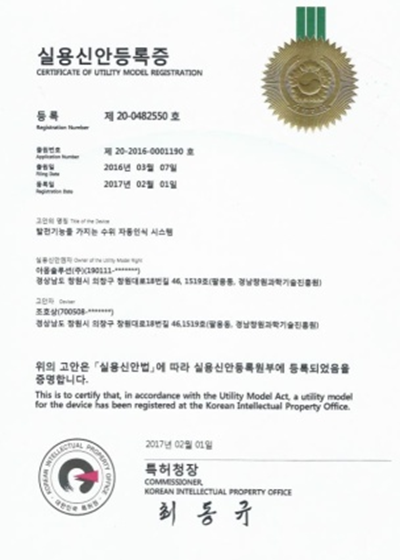 실용신안등록증
CERTIFICATE OF UTILITY MODEL REGISTRATION
등록 제 20-0482550 호
Registration Number
출원번호 제 20-2016-0001190 호
Application Number
출원일 2016년 03월 07일
Filing Date
등록일 2017년 02월 01일
Registration Date
고안의 명칭 Title of the Device
발전기능을 가지는 수위 자동인식 시스템
실용신안권자 Owner of the Utility Model Right
솔루션(주)(190111-*******)
경상남도 창원시 의창구 창원대로18번길 46, 1519호(팔용동, 경남창원과학기술진흥원)
고안자 Deviser
조호상(700508-*******)
경상남도 창원시 의창구 창원대로18번길 46,1519호(팔용동, 경남창원과학기술진흥원)
위의 고안은 「실용신안법」에 따라 실용신안등록원부에 등록되었음을
증명합니다.
This is to certify that, in accordance with the Utility Model Act, a utility model
for the device has been registered at the Korean Intellectual Property Office.
2017년 02월 01일
특허청장
COMMISSIONER,
KOREAN INTELLECTUAL PROPERTY OFFICE
최동규
KOREAN INTELLECTUAL PROPERTY OFFICE
대한민국 특허청